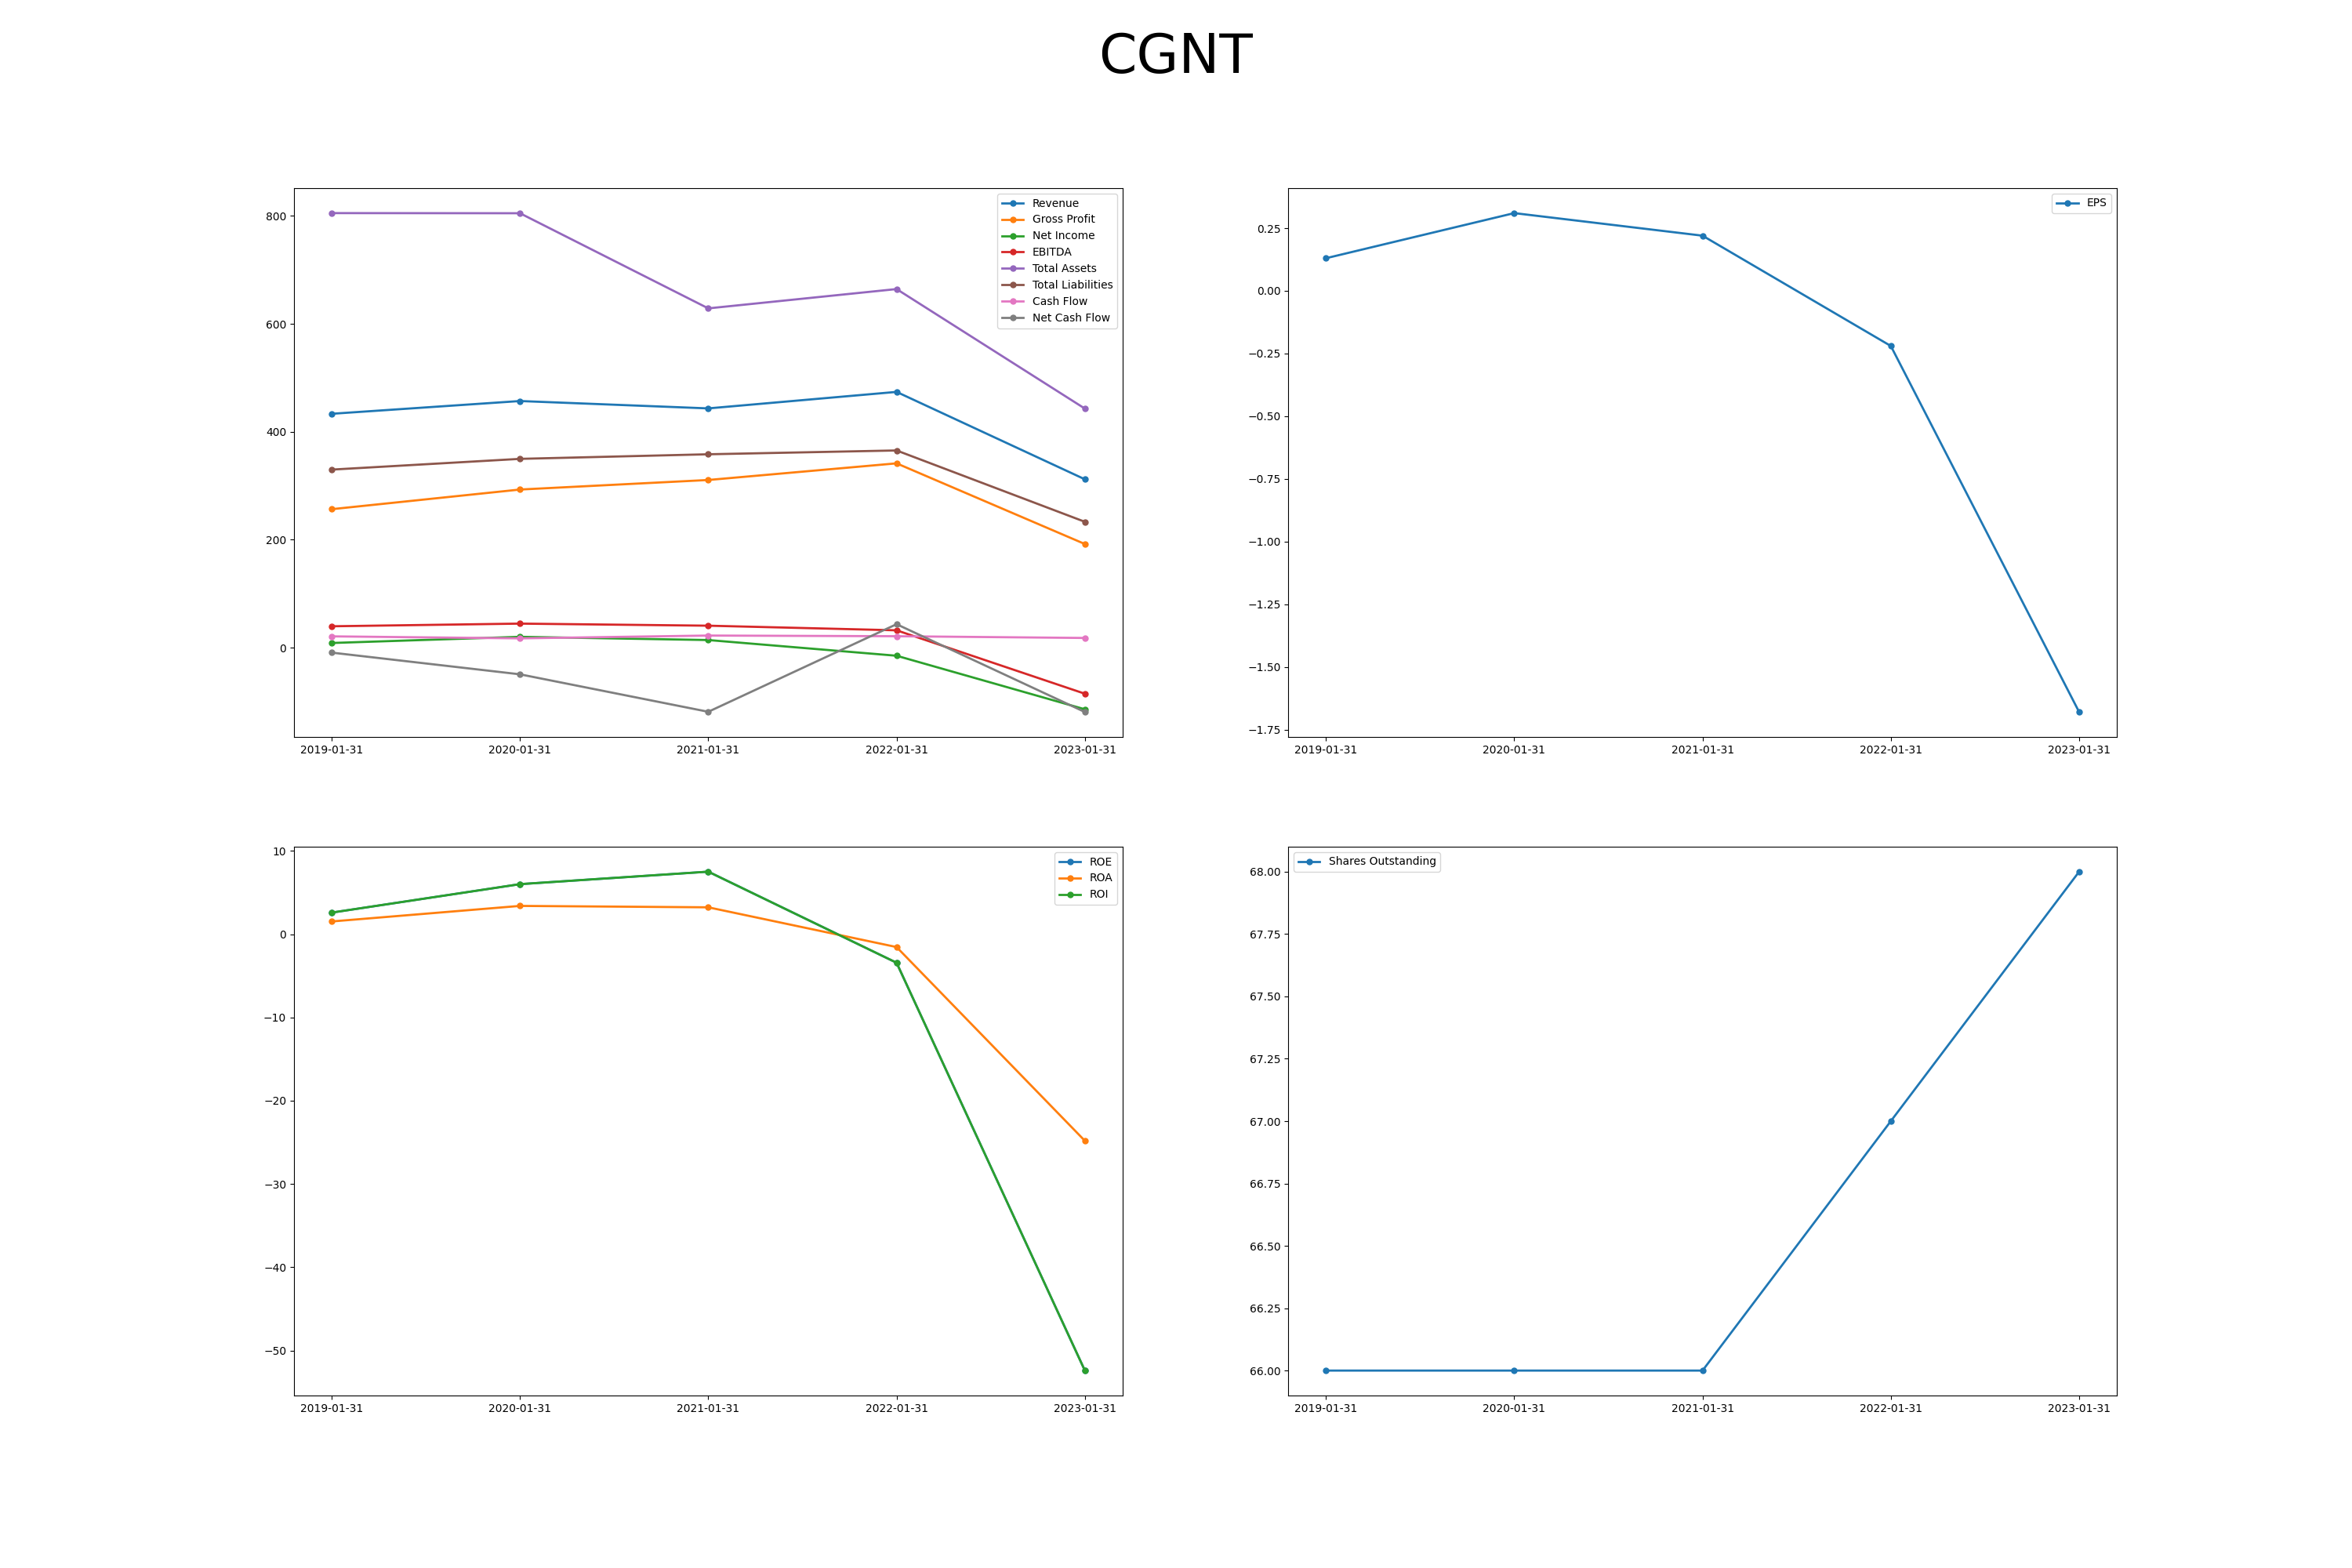 CGNT
800
600
400
200
0
2019-01-31 2020-01-31 2021-01-31 2022-01-31 2023-01-31
Revenue
Gross Profit
Net Income
EBITDA
Total Assets
Total Liabilities
Cash Flow
Net Cash Flow
0.25
0.00
−0.25
−0.50
−0.75
−1.00
−1.25
−1.50
−1.75
2019-01-31 2020-01-31 2021-01-31 2022-01-31 2023-01-31
EPS
10
0
−10
−20
−30
−40
−50
2019-01-31 2020-01-31 2021-01-31 2022-01-31 2023-01-31
ROE
ROA
ROI
68.00
67.75
67.50
67.25
67.00
66.75
66.50
66.25
66.00
2019-01-31 2020-01-31 2021-01-31 2022-01-31 2023-01-31
Shares Outstanding